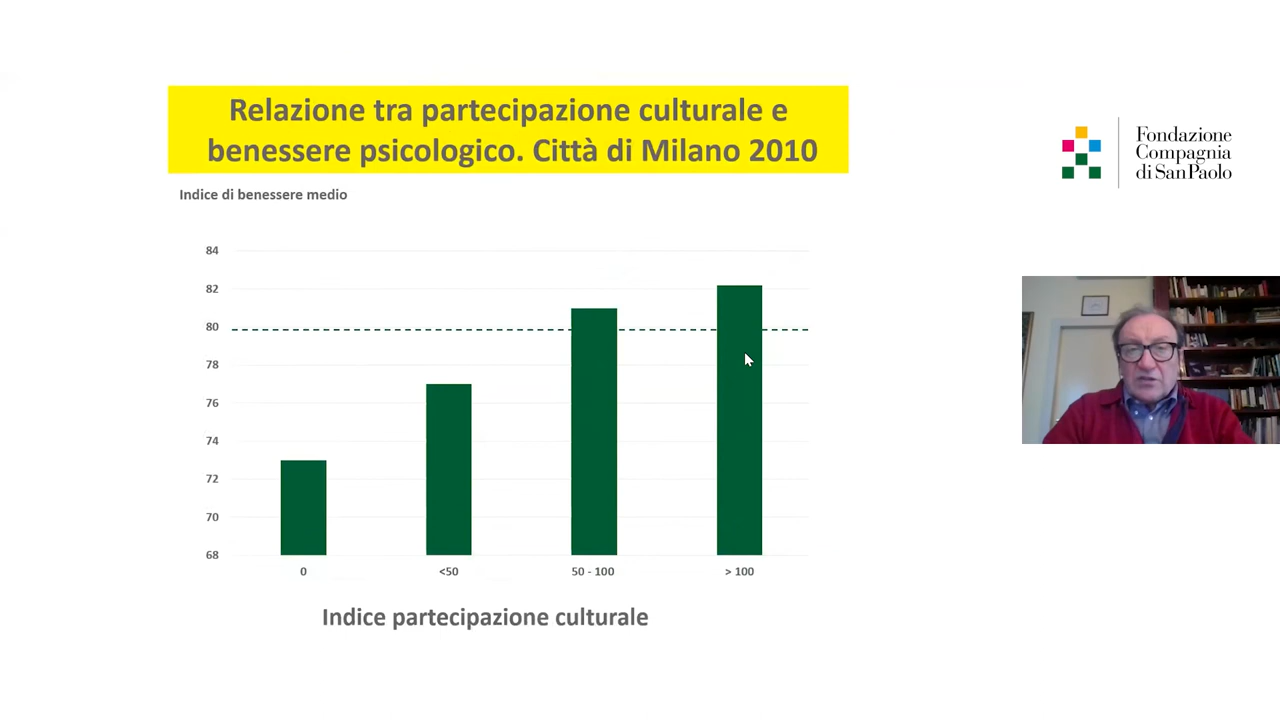 Relazione tra partecipazione culturale e
benessere psicologico. Città di Milano 2010
Indice di benessere medio
84
82
80
78
76
74
72
70
68
0
<50
50 - 100
> 100
Indice partecipazione culturale
Fondazione
Compagnia
di San Paolo